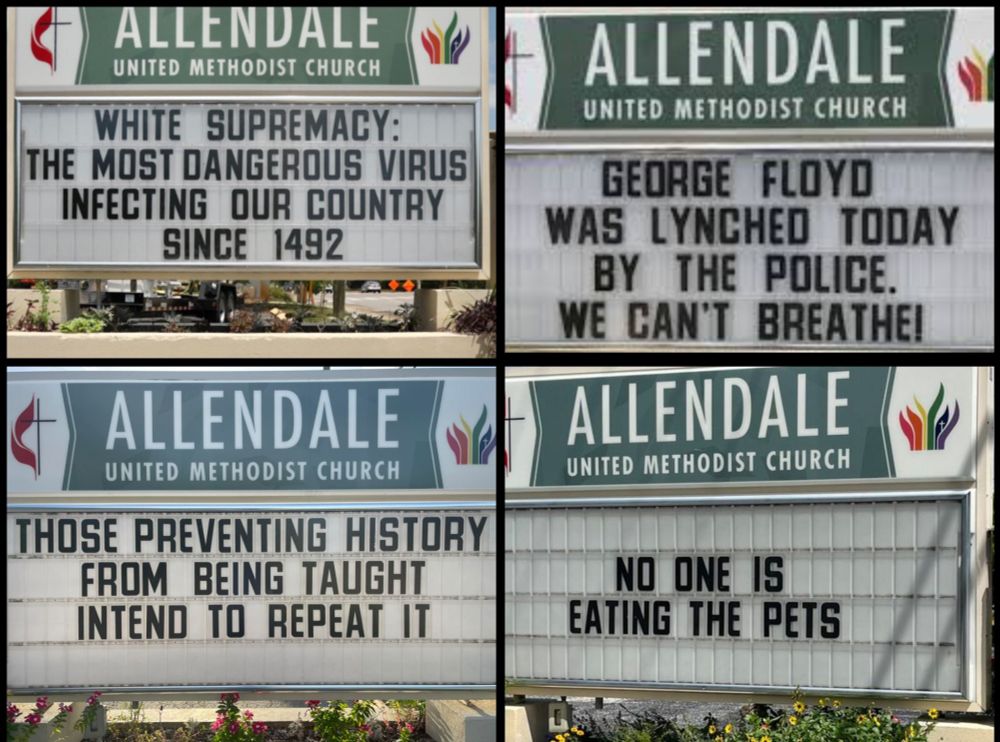 ALLENDALE
UNITED METHODIST CHURCH
WHITE SUPREMACY:
THE MOST DANGEROUS VIRUS
INFECTING OUR COUNTRY
SINCE 1492
ALLENDALE
UNITED METHODIST CHURCH
GEORGE FLOYD
WAS LYNCHED TODAY
BY THE POLICE.
WE CAN'T BREATHE!
ALLENDALE
UNITED METHODIST CHURCH
THOSE PREVENTING HISTORY
FROM BEING TAUGHT
INTEND TO REPEAT IT
ALLENDALE
UNITED METHODIST CHURCH
NO ONE IS
EATING THE PETS